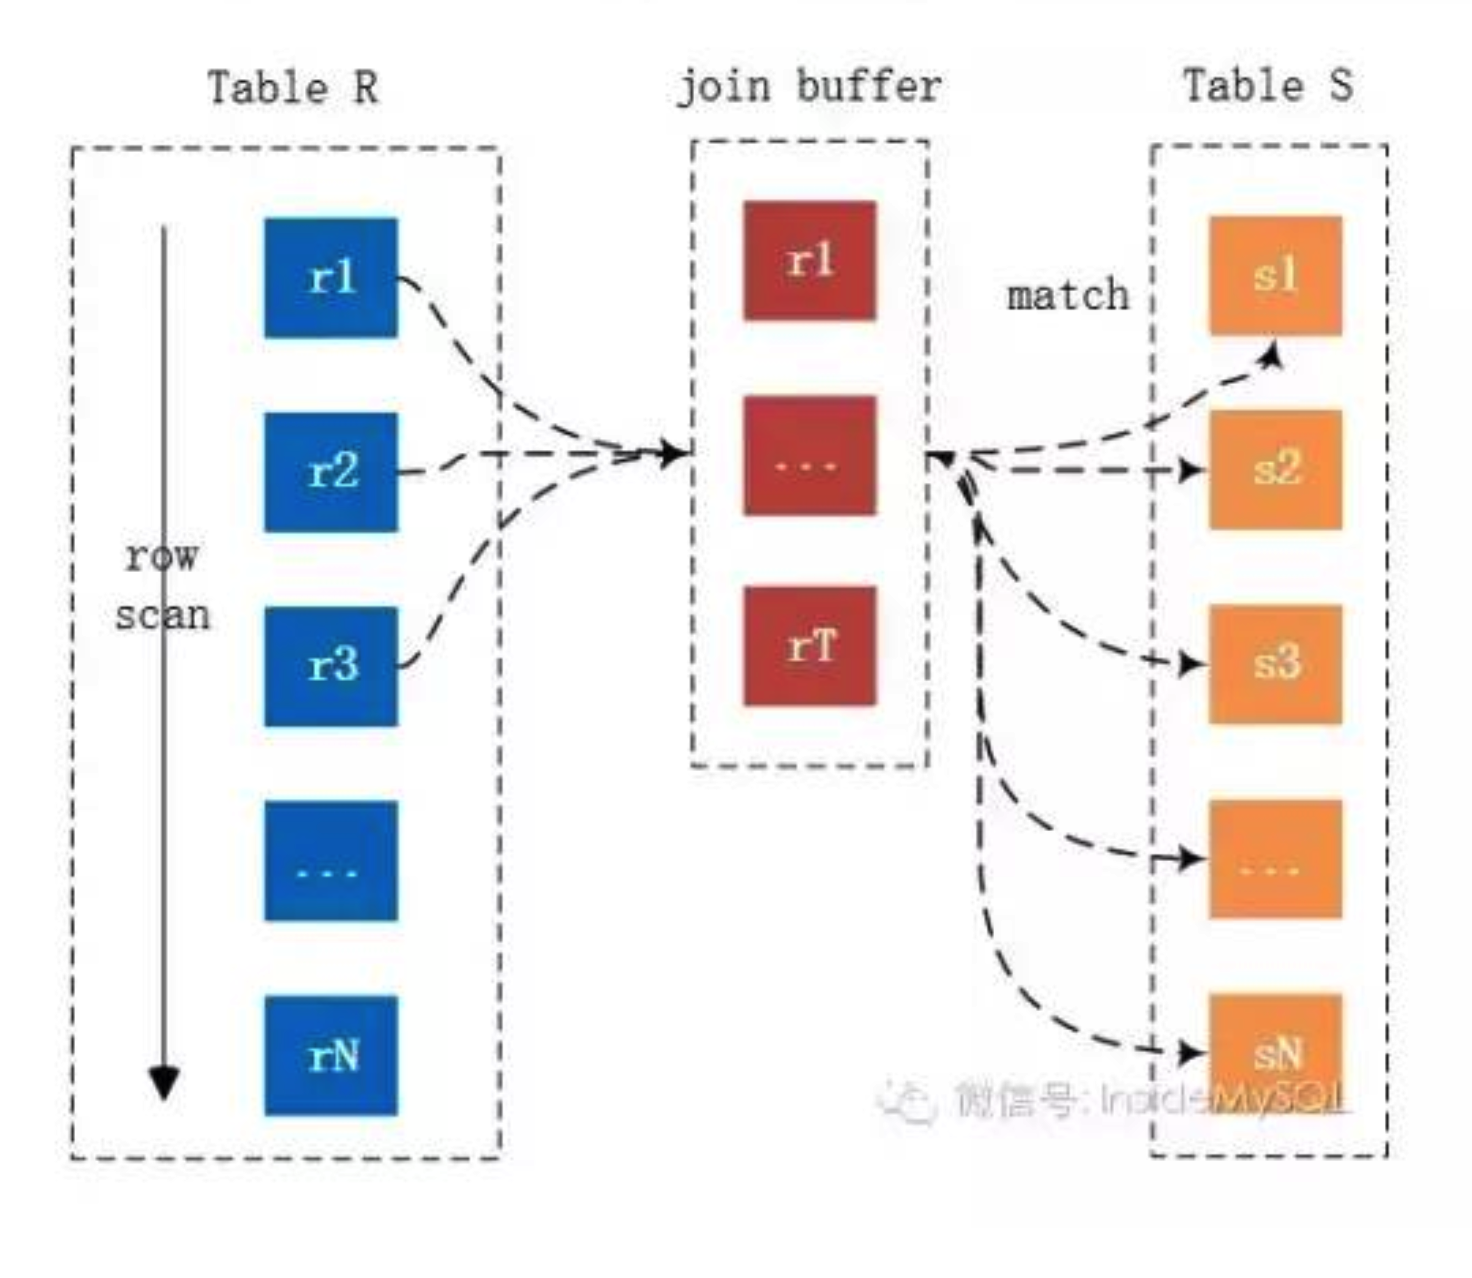 Table R
join buffer
Table S
r1
r1
s1
match
r2
...
s2
row
scan
r3
rT
s3
...
...
rN
sN
微信号: InsideMySQL